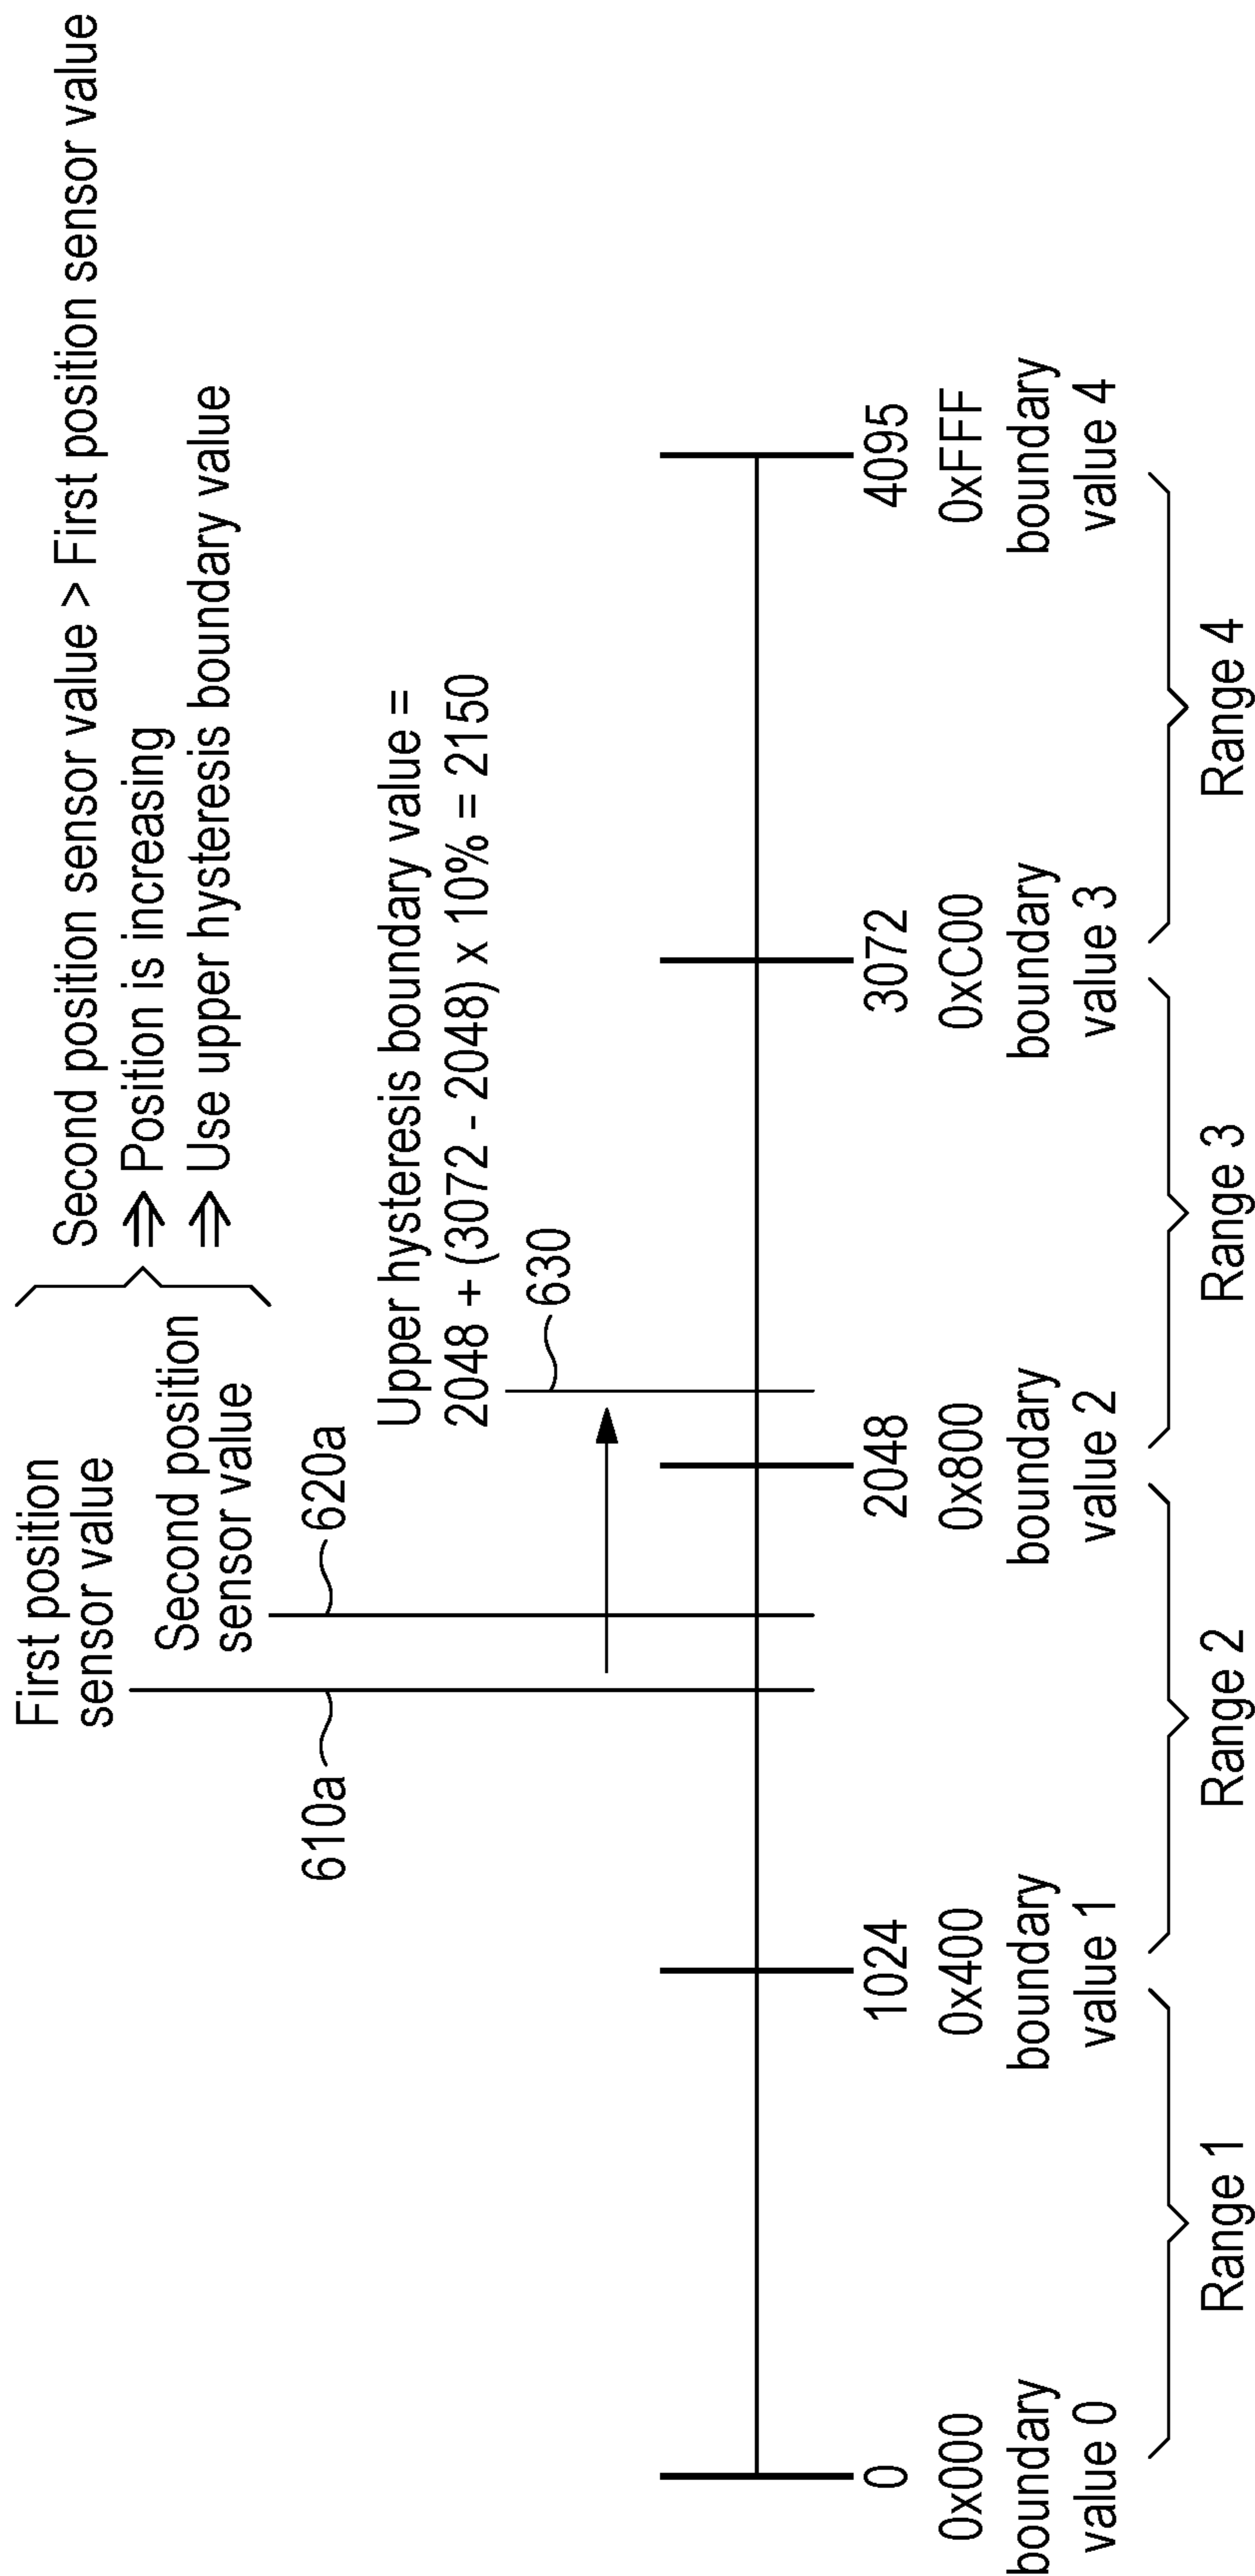 First position
sensor value
Second position
sensor value
Second position sensor value > First position sensor value
⇒ Position is increasing
⇒ Use upper hysteresis boundary value
610a
620a
Upper hysteresis boundary value =
2048 + (3072 - 2048) x 10% = 2150
630
0
0x000
boundary
value 0
1024
0x400
boundary
value 1
2048
0x800
boundary
value 2
3072
0xC00
boundary
value 3
4095
0xFFF
boundary
value 4
Range 1
Range 2
Range 3
Range 4